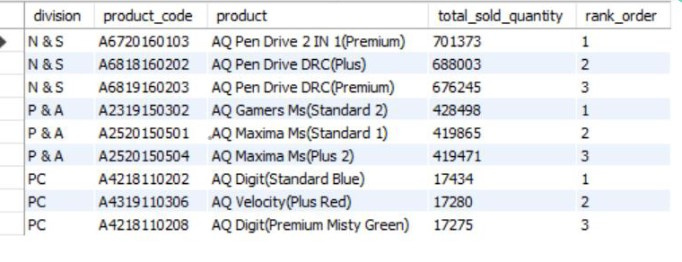 division product_code product total_sold_quantity rank_order
N & S A6720160103 AQ Pen Drive 2 IN 1(Premium) 701373 1
N & S A6818160202 AQ Pen Drive DRC(Plus) 688003 2
N & S A6819160203 AQ Pen Drive DRC(Premium) 676245 3
P & A A2319150302 AQ Gamers Ms(Standard 2) 428498 1
P & A A2520150501 AQ Maxima Ms(Standard 1) 419865 2
P & A A2520150504 AQ Maxima Ms(Plus 2) 419471 3
PC A4218110202 AQ Digit(Standard Blue) 17434 1
PC A4319110306 AQ Velocity(Plus Red) 17280 2
PC A4218110208 AQ Digit(Premium Misty Green) 17275 3